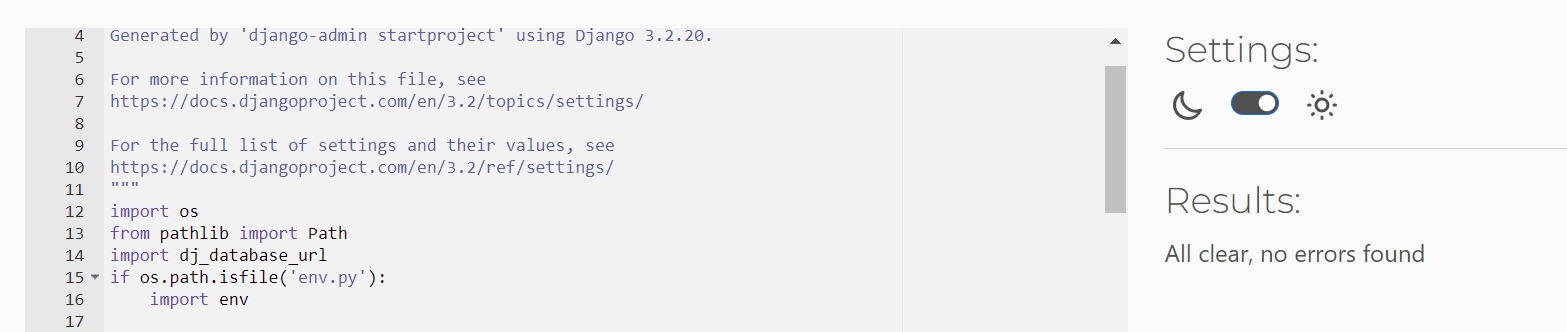 4 Generated by 'django-admin startproject' using Django 3.2.20.
5
6 For more information on this file, see
7 https://docs.djangoproject.com/en/3.2/topics/settings/
8
9 For the full list of settings and their values, see
10 https://docs.djangoproject.com/en/3.2/ref/settings/
11 """
12 import os
13 from pathlib import Path
14 import dj_database_url
15 if os.path.isfile('env.py'):
16     import env
17
Settings:
Results:
All clear, no errors found